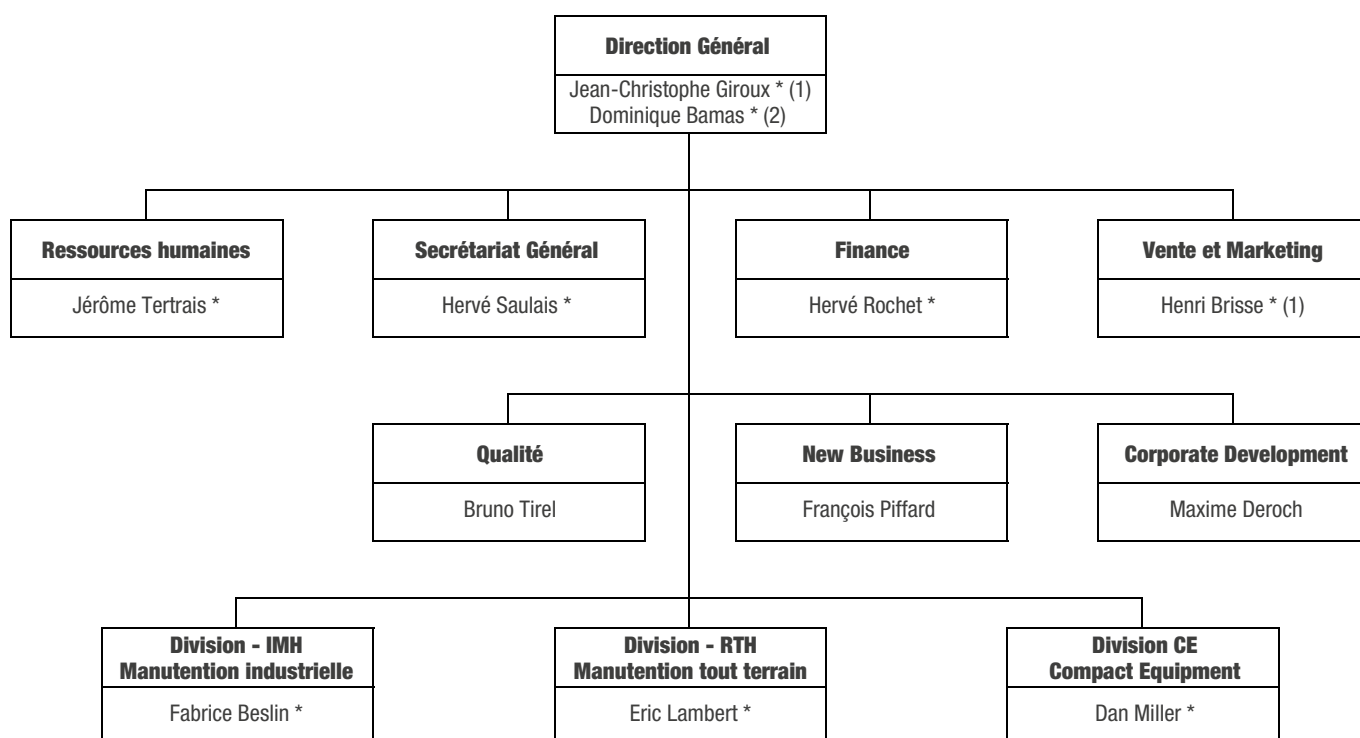 Direction Général
Jean-Christophe Giroux * (1)
Dominique Bamas * (2)
Ressources humaines
Jérôme Tertrais *
Secrétariat Général
Hervé Saulais *
Finance
Hervé Rochet *
Vente et Marketing
Henri Brisse * (1)
Qualité
Bruno Tirel
New Business
François Piffard
Corporate Development
Maxime Deroch
Division - IMH
Manutention industrielle
Fabrice Beslin *
Division - RTH
Manutention tout terrain
Eric Lambert *
Division CE
Compact Equipment
Dan Miller *